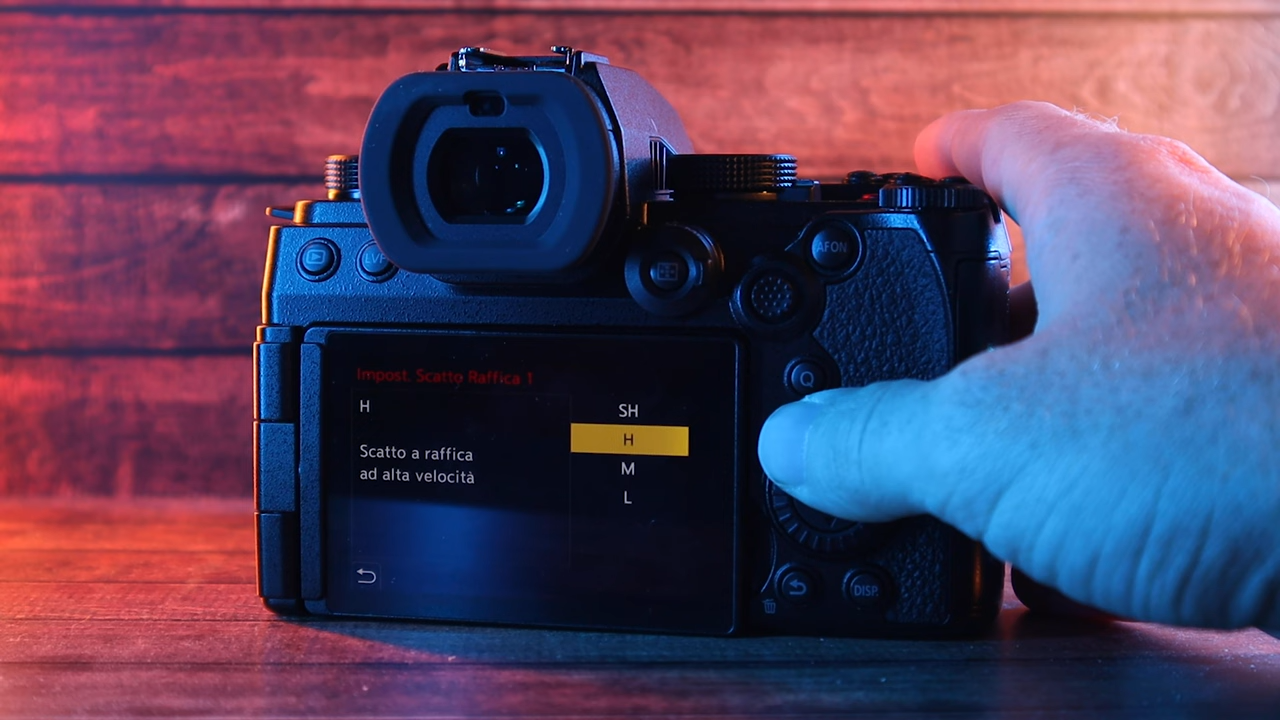 LVF
AFON
Q
Impost. Scatto Raffica 1
H
Scatto a raffica
ad alta velocità
SH
H
M
L
DISP.